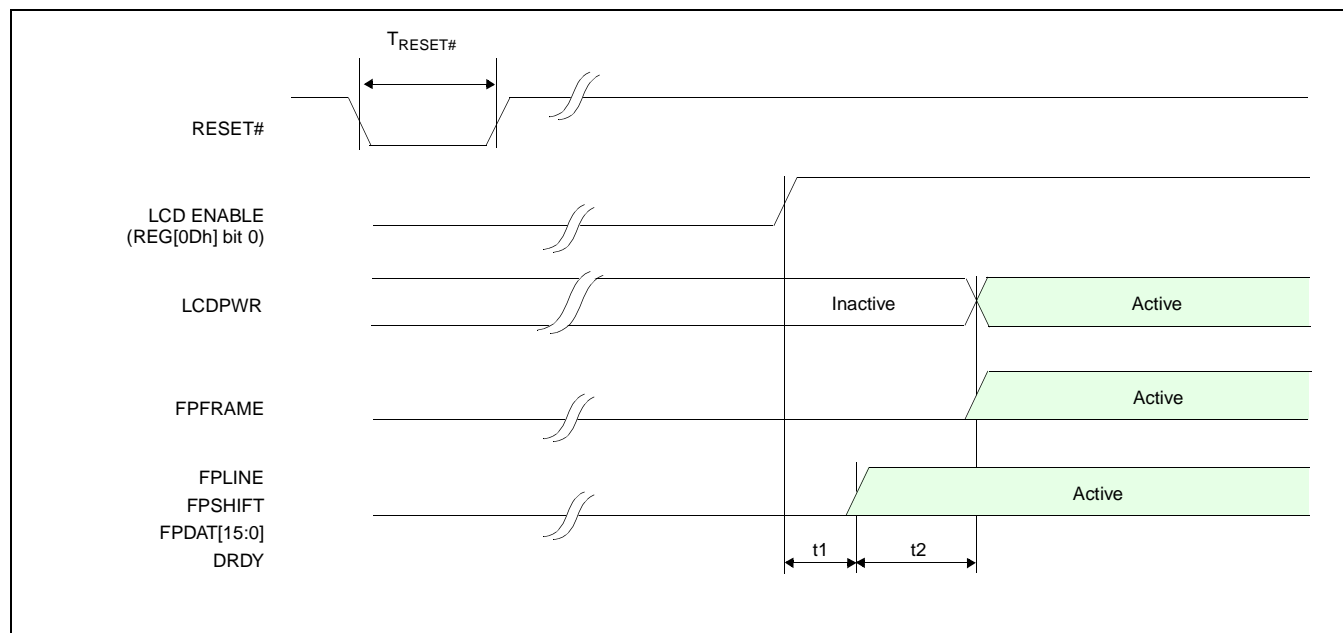 TRESET#
RESET#
LCD ENABLE
(REG[0Dh] bit 0)
LCDPWR
Inactive
Active
FPFRAME
Active
FPLINE
FPSHIFT
FPDAT[15:0]
DRDY
Active
t1
t2